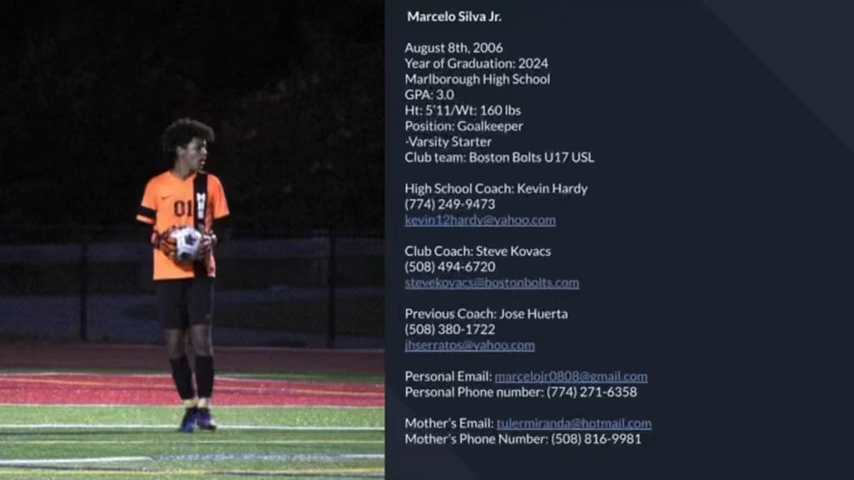 Marcelo Silva Jr.
August 8th, 2006
Year of Graduation: 2024
Marlborough High School
GPA: 3.0
Ht: 5'11/Wt: 160 lbs
Position: Goalkeeper
-Varsity Starter
Club team: Boston Bolts U17 USL
High School Coach: Kevin Hardy
(774) 249-9473
kevin12hardy@yahoo.com
Club Coach: Steve Kovacs
(508) 494-6720
stevekovacs@bostonbolts.com
Previous Coach: Jose Huerta
(508) 380-1722
jhserratos@yahoo.com
Personal Email: marcelojr0808@gmail.com
Personal Phone number: (774) 271-6358
Mother's Email: tulermiranda@hotmail.com
Mother's Phone Number: (508) 816-9981
01